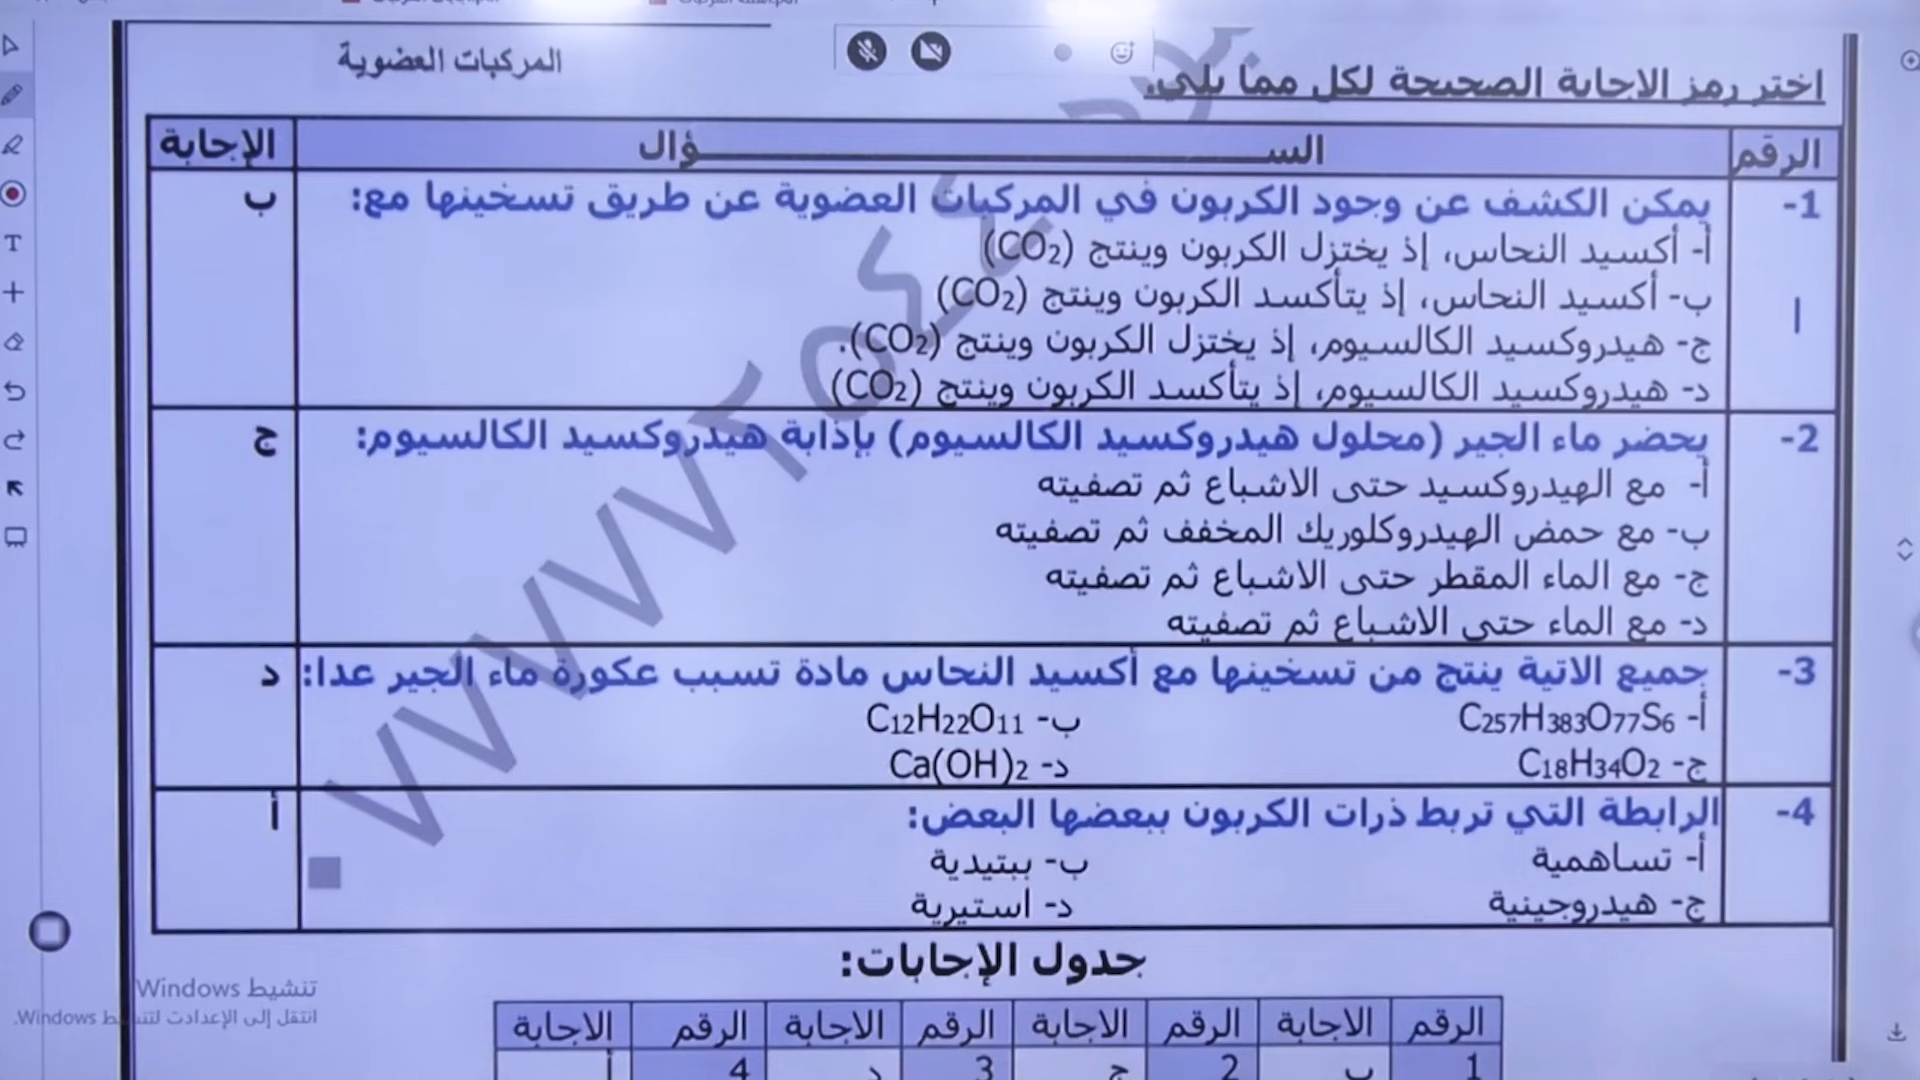 المركبات العضوية
اختر رمز الاجابة الصحيحة لكل مما يلي.
الرقم الســــــــــؤال الإجابة
1- يمكن الكشف عن وجود الكربون في المركبات العضوية عن طريق تسخينها مع: ب
أ- أكسيد النحاس، إذ يختزل الكربون وينتج (CO2)
ب- أكسيد النحاس، إذ يتأكسد الكربون وينتج (CO2)
ج- هيدروكسيد الكالسيوم، إذ يختزل الكربون وينتج (CO2).
د- هيدروكسيد الكالسيوم، إذ يتأكسد الكربون وينتج (CO2)
2- يحضر ماء الجير (محلول هيدروكسيد الكالسيوم) بإذابة هيدروكسيد الكالسيوم: ج
أ- مع الهيدروكسيد حتى الاشباع ثم تصفيته
ب- مع حمض الهيدروكلوريك المخفف ثم تصفيته
ج- مع الماء المقطر حتى الاشباع ثم تصفيته
د- مع الماء حتى الاشباع ثم تصفيته
3- جميع الاتية ينتج من تسخينها مع أكسيد النحاس مادة تسبب عكورة ماء الجير عدا: د
أ- C257H383O77S6 ب- C12H22O11
ج- C18H34O2 د- Ca(OH)2
4- الرابطة التي تربط ذرات الكربون ببعضها البعض: أ
أ- تساهمية ب- ببتيدية
ج- هيدروجينية د- استيرية
جدول الإجابات:
الرقم الاجابة الرقم الاجابة الرقم الاجابة الرقم الاجابة
1 ب 2 ج 3 د 4 أ
تنشيط Windows
انتقل إلى الإعدادت لتنشيط Windows.